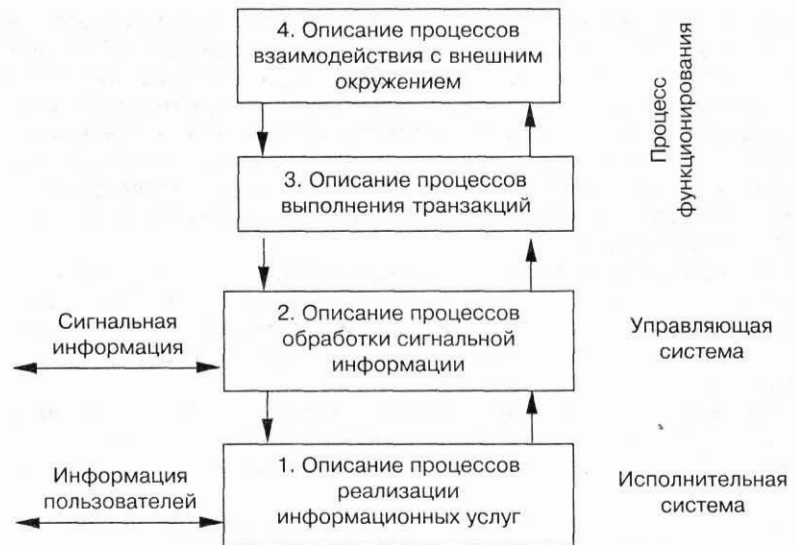 4. Описание процессов
взаимодействия с внешним
окружением
Процесс
функционирования
3. Описание процессов
выполнения транзакций
Сигнальная
информация
2. Описание процессов
обработки сигнальной
информации
Управляющая
система
Информация
пользователей
1. Описание процессов
реализации
информационных услуг
Исполнительная
система